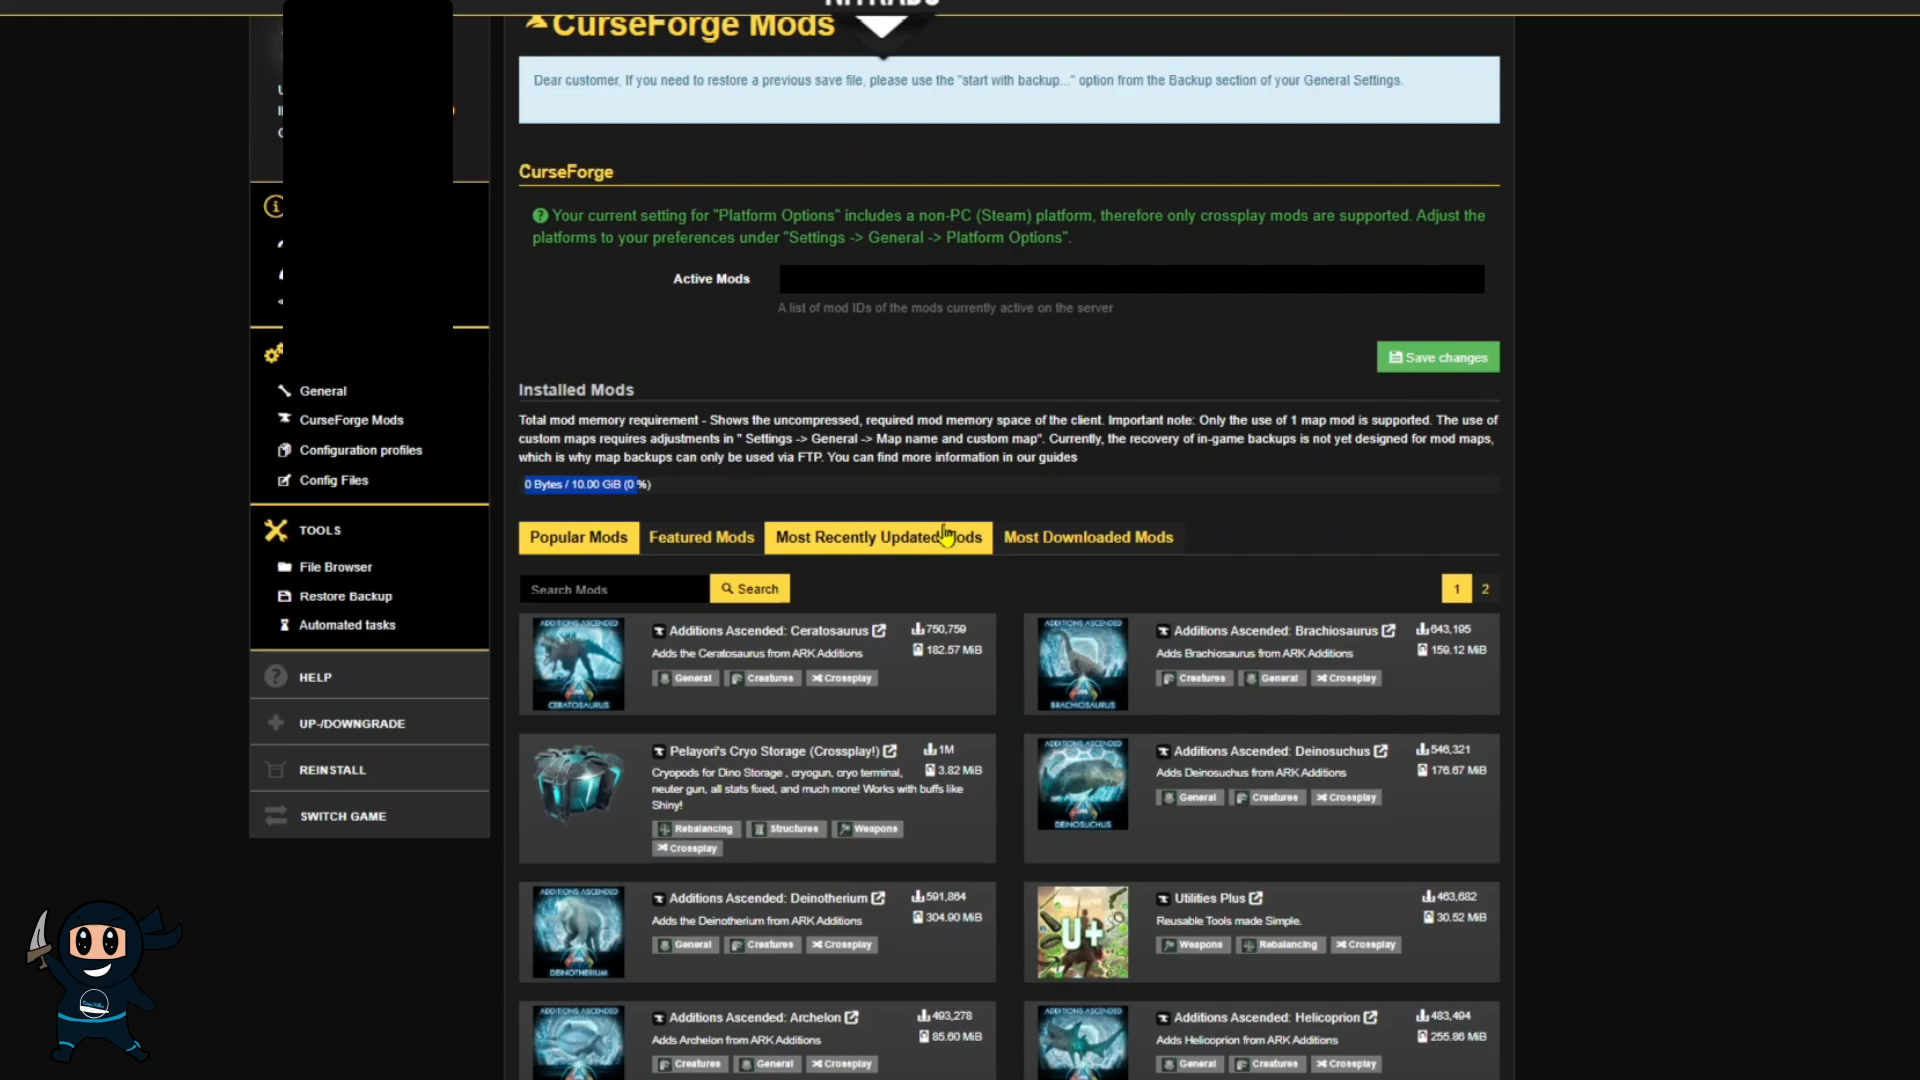 NITRADO
CurseForge Mods
Dear customer, If you need to restore a previous save file, please use the "start with backup..." option from the Backup section of your General Settings.
CurseForge
Your current setting for "Platform Options" includes a non-PC (Steam) platform, therefore only crossplay mods are supported. Adjust the
platforms to your preferences under "Settings -> General -> Platform Options".
Active Mods
A list of mod IDs of the mods currently active on the server
Save changes
Installed Mods
Total mod memory requirement - Shows the uncompressed, required mod memory space of the client. Important note: Only the use of 1 map mod is supported. The use of
custom maps requires adjustments in " Settings -> General -> Map name and custom map". Currently, the recovery of in-game backups is not yet designed for mod maps,
which is why map backups can only be used via FTP. You can find more information in our guides
0 Bytes / 10.00 GiB (0 %)
General
CurseForge Mods
Configuration profiles
Config Files
TOOLS
File Browser
Restore Backup
Automated tasks
HELP
UP-/DOWNGRADE
REINSTALL
SWITCH GAME
Popular Mods Featured Mods Most Recently Updated Mods Most Downloaded Mods
Search Mods Search 1 2
ADDITIONS ASCENDED
CERATOSAURUS
Additions Ascended: Ceratosaurus 750,759
Adds the Ceratosaurus from ARK Additions 182.57 MiB
General Creatures Crossplay
ADDITIONS ASCENDED
BRACHIOSAURUS
Additions Ascended: Brachiosaurus 643,195
Adds Brachiosaurus from ARK Additions 159.12 MiB
Creatures General Crossplay
Pelayori's Cryo Storage (Crossplay!) 1M
Cryopods for Dino Storage , cryogun, cryo terminal, 3.82 MiB
neuter gun, all stats fixed, and much more! Works with buffs like
Shiny!
Rebalancing Structures Weapons
Crossplay
ADDITIONS ASCENDED
DEINOSUCHUS
Additions Ascended: Deinosuchus 546,321
Adds Deinosuchus from ARK Additions 176.67 MiB
General Creatures Crossplay
ADDITIONS ASCENDED
DEINOTHERIUM
Additions Ascended: Deinotherium 591,864
Adds the Deinotherium from ARK Additions 304.90 MiB
General Creatures Crossplay
U+
Utilities Plus 463,682
Reusable Tools made Simple. 30.52 MiB
Weapons Rebalancing Crossplay
ADDITIONS ASCENDED
Additions Ascended: Archelon 493,278
Adds Archelon from ARK Additions 85.60 MiB
Creatures General Crossplay
ADDITIONS ASCENDED
Additions Ascended: Helicoprion 483,494
Adds Helicoprion from ARK Additions 255.86 MiB
General Creatures Crossplay